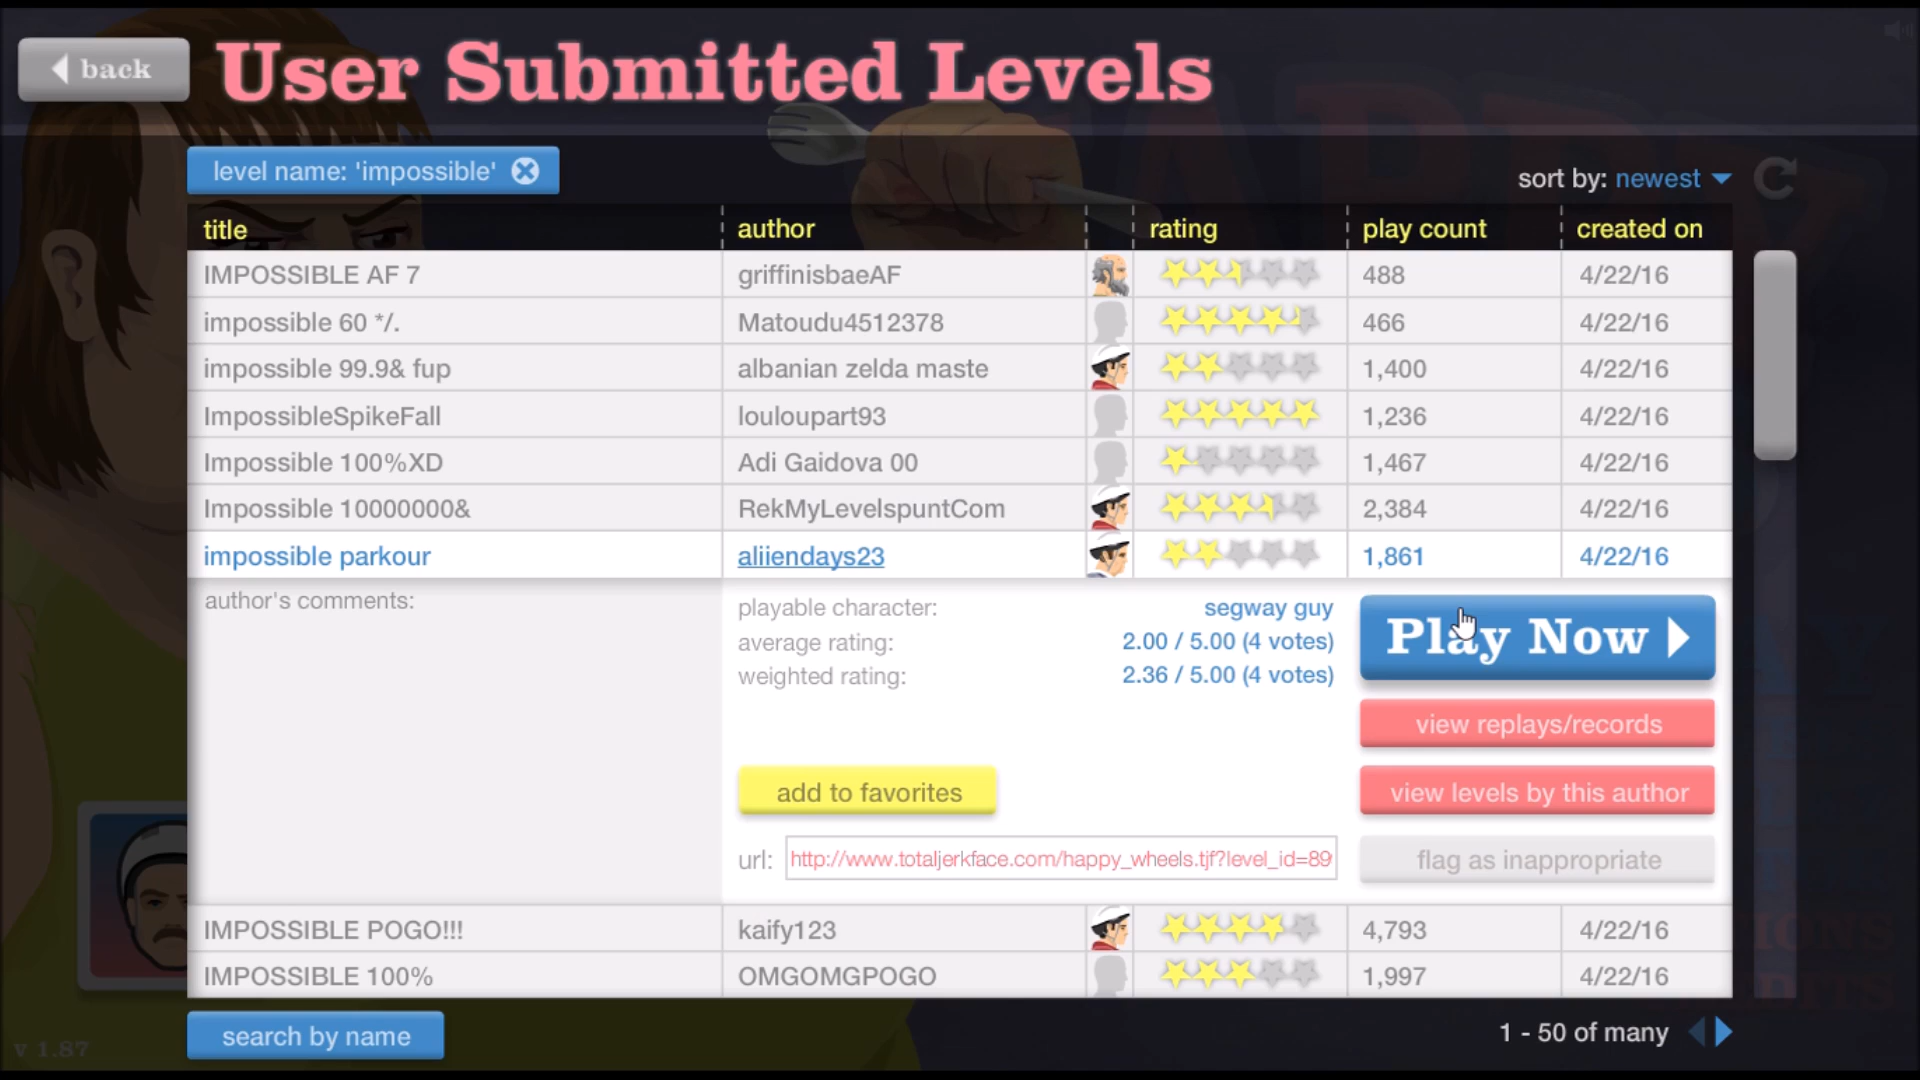 back
User Submitted Levels
level name: 'impossible'
sort by: newest
title author rating play count created on
IMPOSSIBLE AF 7 griffinisbaeAF 488 4/22/16
impossible 60 */. Matoudu4512378 466 4/22/16
impossible 99.9& fup albanian zelda maste 1,400 4/22/16
ImpossibleSpikeFall louloupart93 1,236 4/22/16
Impossible 100%XD Adi Gaidova 00 1,467 4/22/16
Impossible 10000000& RekMyLevelspuntCom 2,384 4/22/16
impossible parkour aliiendays23 1,861 4/22/16
author's comments:
playable character: segway guy
average rating: 2.00 / 5.00 (4 votes)
weighted rating: 2.36 / 5.00 (4 votes)
Play Now
view replays/records
add to favorites
view levels by this author
url: http://www.totaljerkface.com/happy_wheels.tjf?level_id=89
flag as inappropriate
IMPOSSIBLE POGO!!! kaify123 4,793 4/22/16
IMPOSSIBLE 100% OMGOMGPOGO 1,997 4/22/16
search by name
1 - 50 of many
v 1.87